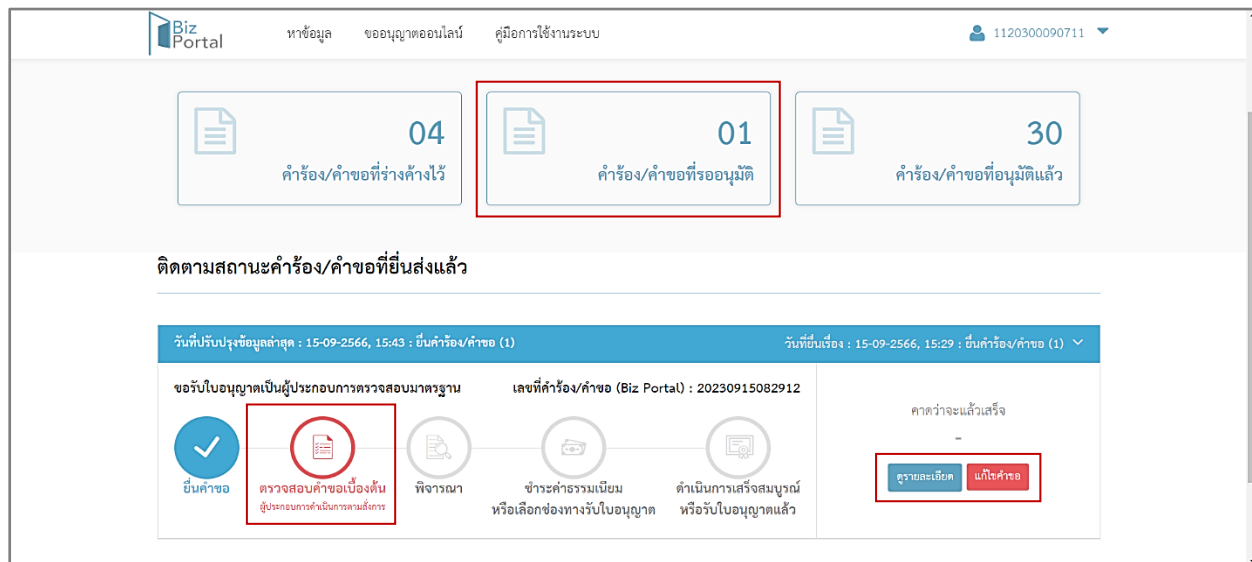 Biz
Portal
หาข้อมูล
ขออนุญาตออนไลน์
คู่มือการใช้งานระบบ
1120300090711
04
คำร้อง/คำขอที่ร่างค้างไว้
01
คำร้อง/คำขอที่รออนุมัติ
30
คำร้อง/คำขอที่อนุมัติแล้ว
ติดตามสถานะคำร้อง/คำขอที่ยื่นส่งแล้ว
วันที่ปรับปรุงข้อมูลล่าสุด : 15-09-2566, 15:43 : ยื่นคำร้อง/คำขอ (1)
วันที่ยื่นเรื่อง : 15-09-2566, 15:29 : ยื่นคำร้อง/คำขอ (1)
ขอรับใบอนุญาตเป็นผู้ประกอบการตรวจสอบมาตรฐาน
เลขที่คำร้อง/คำขอ (Biz Portal) : 20230915082912
ยื่นคำขอ
ตรวจสอบคำขอเบื้องต้น
ผู้ประกอบการดำเนินการตามสั่งการ
พิจารณา
ชำระค่าธรรมเนียม
หรือเลือกช่องทางรับใบอนุญาต
ดำเนินการเสร็จสมบูรณ์
หรือรับใบอนุญาตแล้ว
คาดว่าจะแล้วเสร็จ
-
ดูรายละเอียด
แก้ไขคำขอ